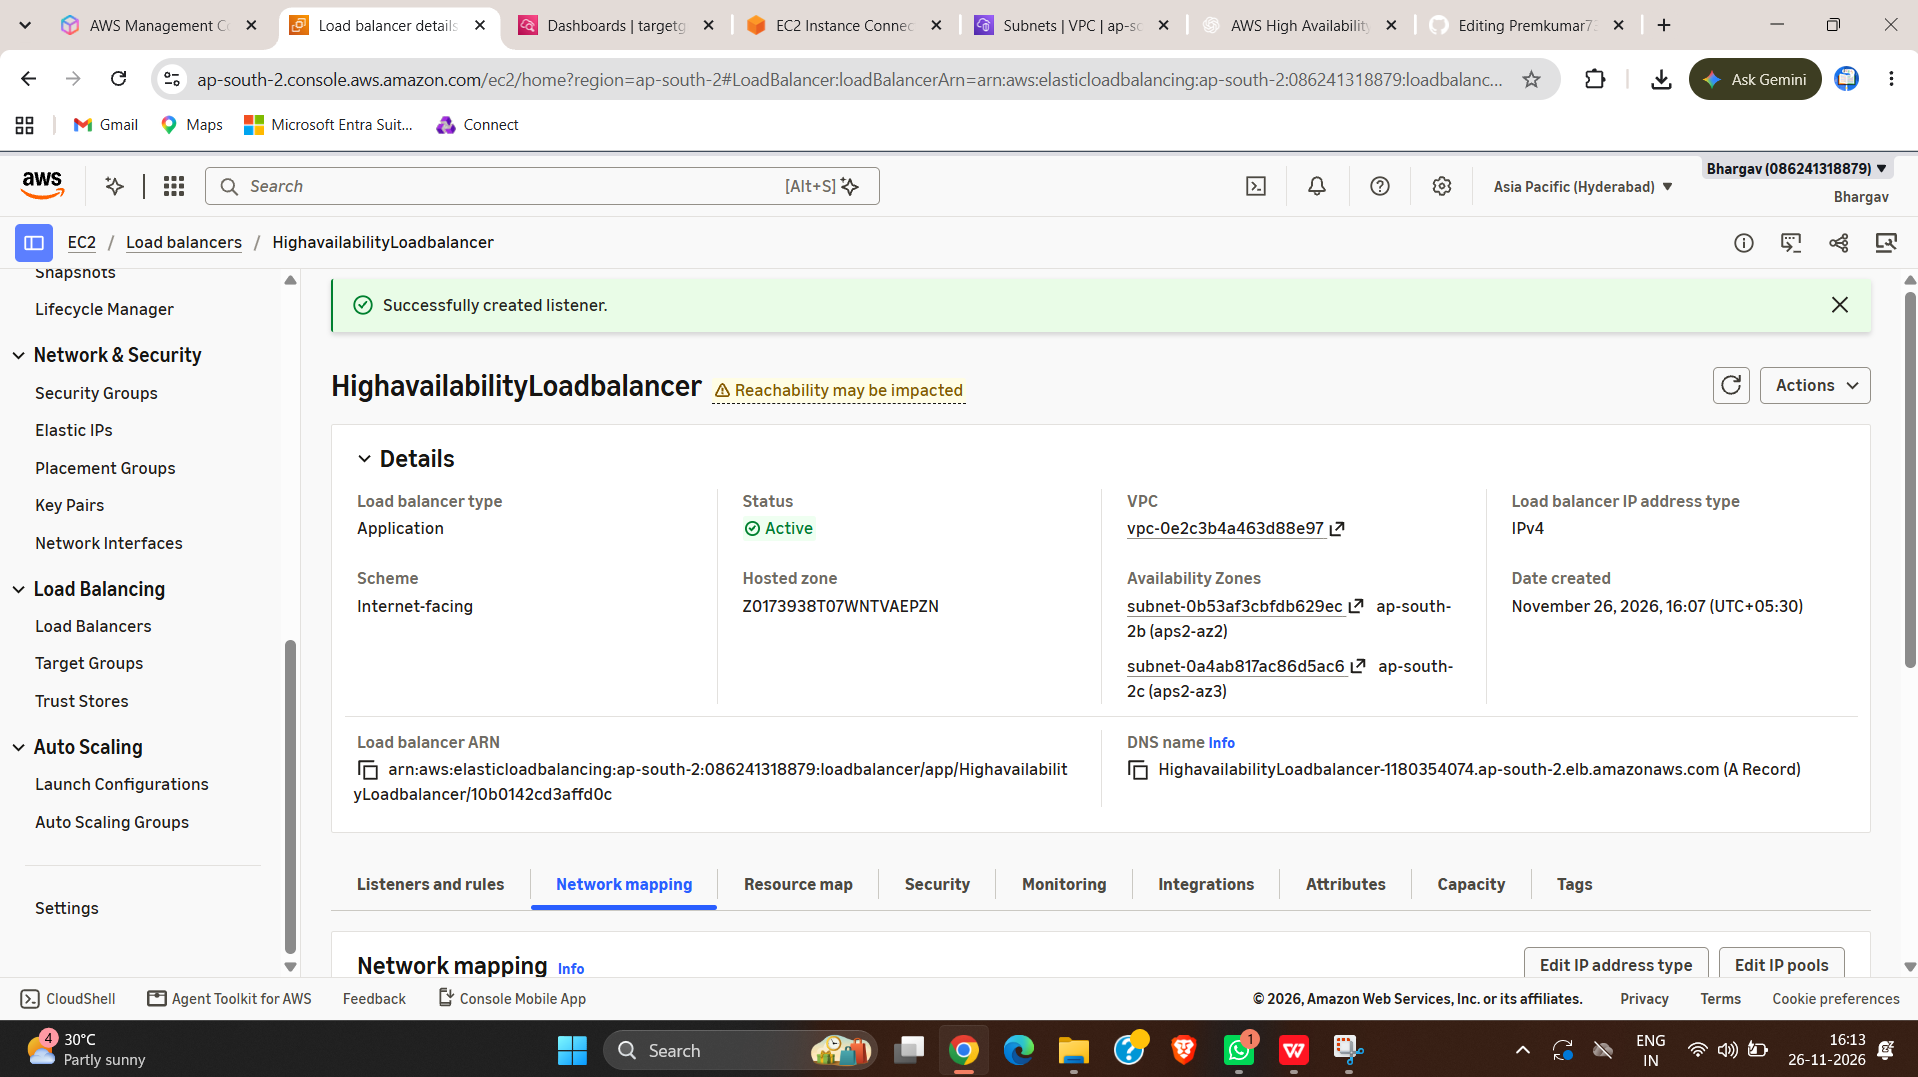 AWS Management Co
Load balancer details
Dashboards | targetg
EC2 Instance Connec
Subnets | VPC | ap-so
AWS High Availability
Editing Premkumar73
ap-south-2.console.aws.amazon.com/ec2/home?region=ap-south-2#LoadBalancer:loadBalancerArn=arn:aws:elasticloadbalancing:ap-south-2:086241318879:loadbalanc...
Ask Gemini
Gmail
Maps
Microsoft Entra Suit...
Connect
aws
Search
[Alt+S]
Asia Pacific (Hyderabad)
Bhargav (086241318879)
Bhargav
EC2 / Load balancers / HighavailabilityLoadbalancer
Snapshots
Lifecycle Manager
Network & Security
Security Groups
Elastic IPs
Placement Groups
Key Pairs
Network Interfaces
Load Balancing
Load Balancers
Target Groups
Trust Stores
Auto Scaling
Launch Configurations
Auto Scaling Groups
Settings
Successfully created listener.
HighavailabilityLoadbalancer
Reachability may be impacted
Actions
Details
Load balancer type
Application
Status
Active
VPC
vpc-0e2c3b4a463d88e97
Load balancer IP address type
IPv4
Scheme
Internet-facing
Hosted zone
Z0173938T07WNTVAEPZN
Availability Zones
subnet-0b53af3cbfdb629ec ap-south-
2b (aps2-az2)
subnet-0a4ab817ac86d5ac6 ap-south-
2c (aps2-az3)
Date created
November 26, 2026, 16:07 (UTC+05:30)
Load balancer ARN
arn:aws:elasticloadbalancing:ap-south-2:086241318879:loadbalancer/app/Highavailabilit
yLoadbalancer/10b0142cd3affd0c
DNS name Info
HighavailabilityLoadbalancer-1180354074.ap-south-2.elb.amazonaws.com (A Record)
Listeners and rules
Network mapping
Resource map
Security
Monitoring
Integrations
Attributes
Capacity
Tags
Network mapping Info
Edit IP address type
Edit IP pools
CloudShell
Agent Toolkit for AWS
Feedback
Console Mobile App
© 2026, Amazon Web Services, Inc. or its affiliates.
Privacy
Terms
Cookie preferences
4
30°C
Partly sunny
Search
1
ENG
IN
16:13
26-11-2026